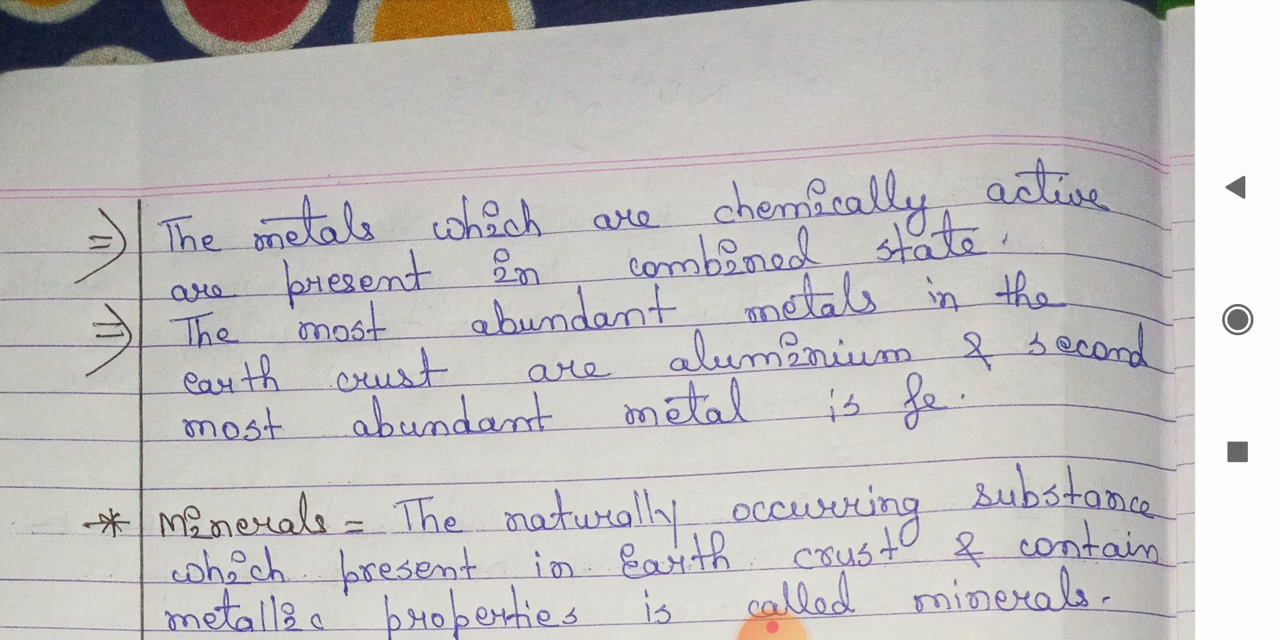 ⇒ The metals which are chemically active
are present in combined state.
⇒ The most abundant metals in the
earth crust are aluminium & second
most abundant metal is fe.
* Minerals = The naturally occurring substance
which present in Earth crust & contain
metallic properties is called minerals.